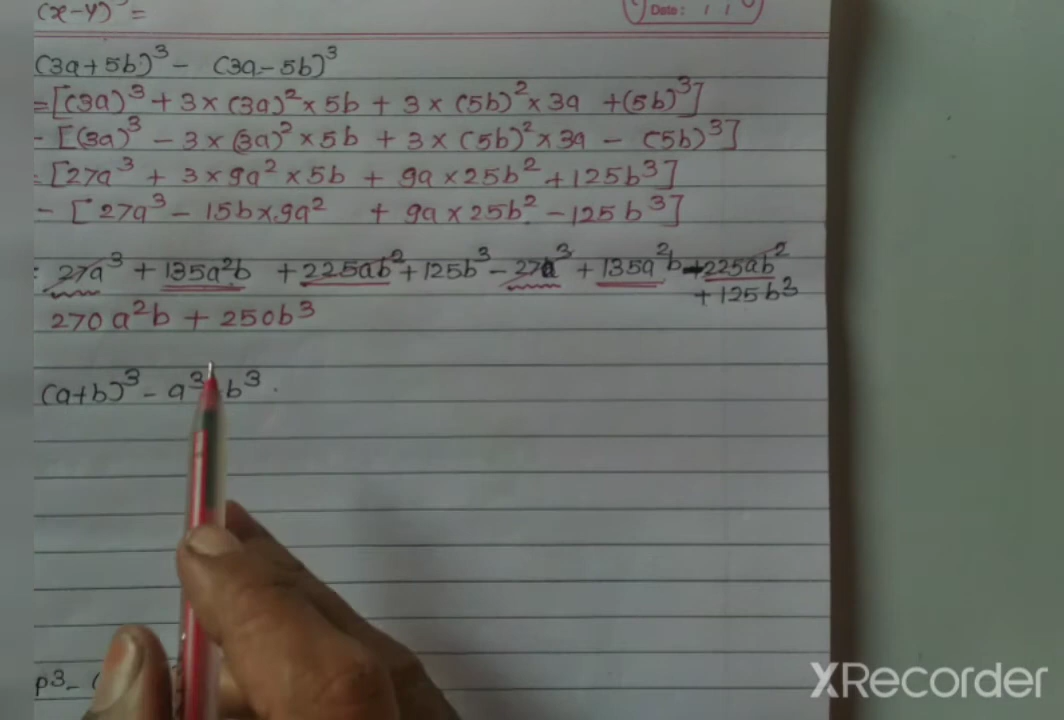 (x-y)³ =
Date: / /
(3a+5b)³ - (3a-5b)³
=[(3a)³ + 3×(3a)²×5b + 3×(5b)²×3a +(5b)³]
- [(3a)³ - 3×(3a)²×5b + 3×(5b)²×3a - (5b)³]
=[27a³ + 3×9a²×5b + 9a×25b²+125b³]
- [27a³ - 15b×9a² + 9a×25b² -125b³]
: 27a³ +135a²b +225ab²+125b³ -27a³ +135a²b -225ab²
+125b³
270a²b + 250b³
(a+b)³ - a³ b³.
p³- (
XRecorder